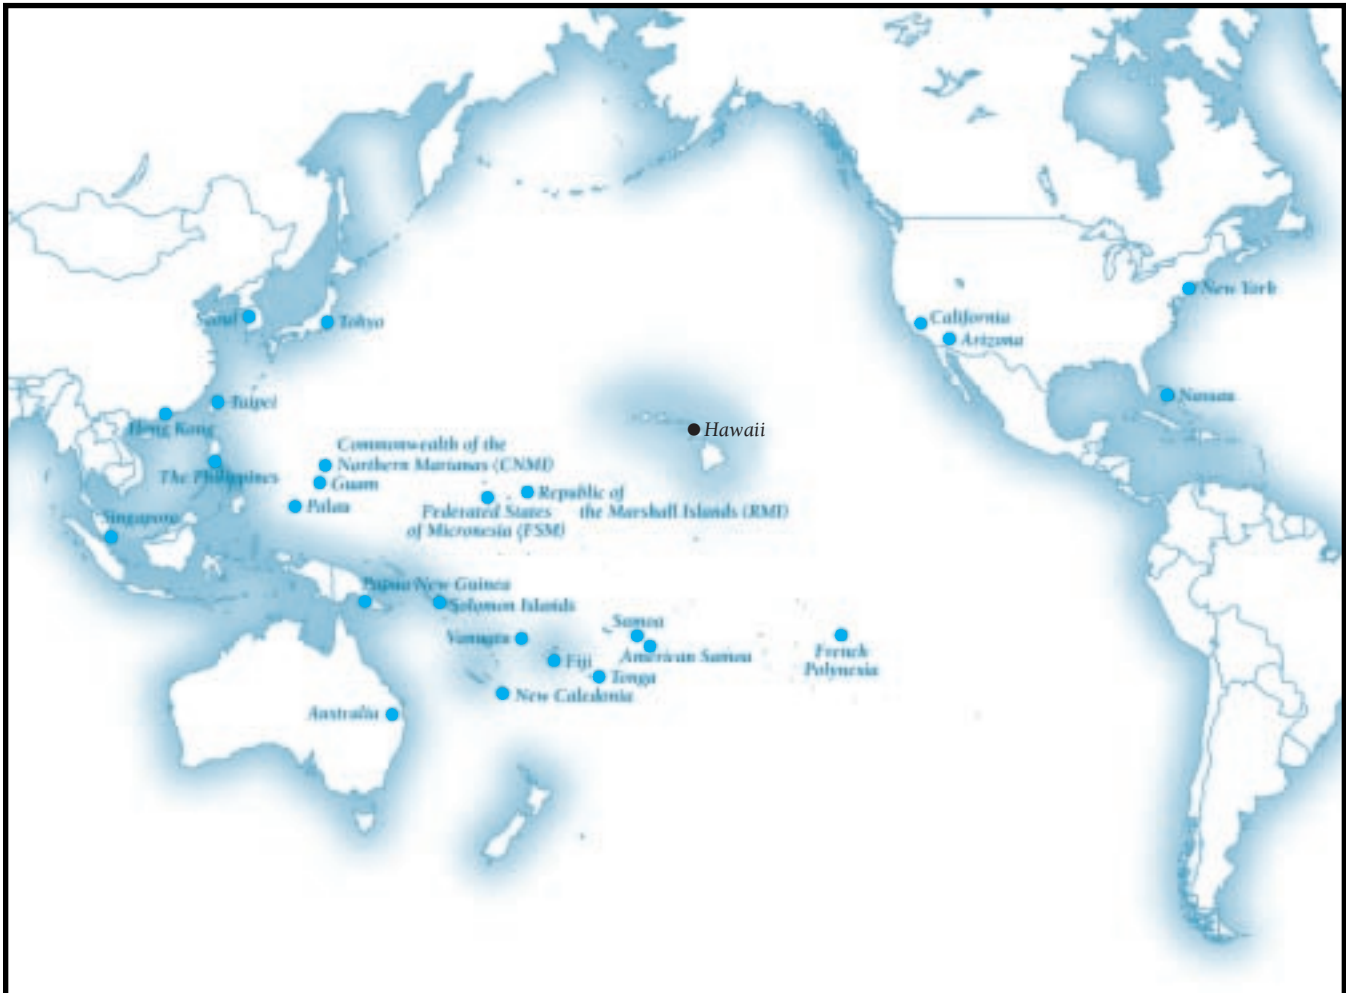 New York
California
Seoul
Tokyo
Arizona
Nassau
Taipei
Hong Kong
Hawaii
Commonwealth of the
Northern Marianas (CNMI)
The Philippines
Guam
Republic of
the Marshall Islands (RMI)
Palau
Federated States
of Micronesia (FSM)
Singapore
Papua New Guinea
Solomon Islands
Samoa
Vanuatu
American Samoa
French
Polynesia
Fiji
Tonga
New Caledonia
Australia